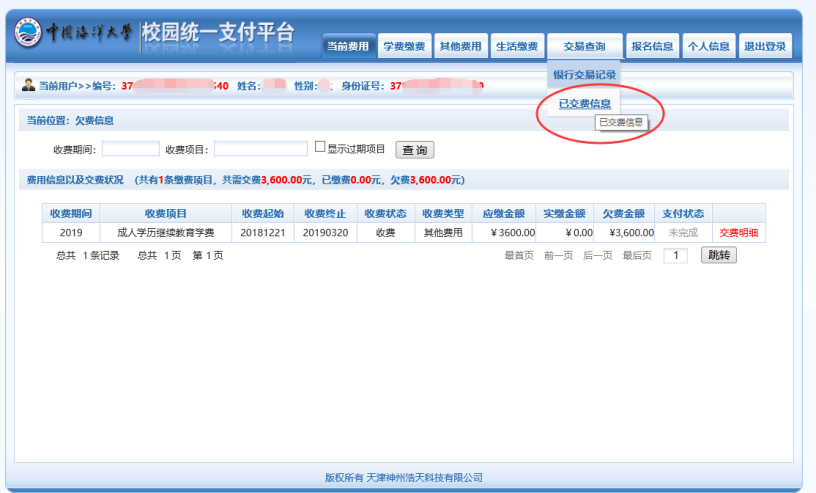 中国海洋大学 校园统一支付平台
当前费用 学费缴费 其他费用 生活缴费 交易查询 报名信息 个人信息 退出登录
银行交易记录
当前用户>>编号: 37 40 姓名: 性别: 身份证号: 37
已交费信息
已交费信息
当前位置: 欠费信息
收费期间: 收费项目: 显示过期项目 查询
费用信息以及交费状况 (共有1条缴费项目, 共需交费3,600.00元, 已缴费0.00元, 欠费3,600.00元)
收费期间 收费项目 收费起始 收费终止 收费状态 收费类型 应缴金额 实缴金额 欠费金额 支付状态
2019 成人学历继续教育学费 20181221 20190320 收费 其他费用 ¥3600.00 ¥0.00 ¥3,600.00 未完成 交费明细
总共 1条记录 总共 1页 第1页 最首页 前一页 后一页 最后页 1 跳转
版权所有 天津神州浩天科技有限公司